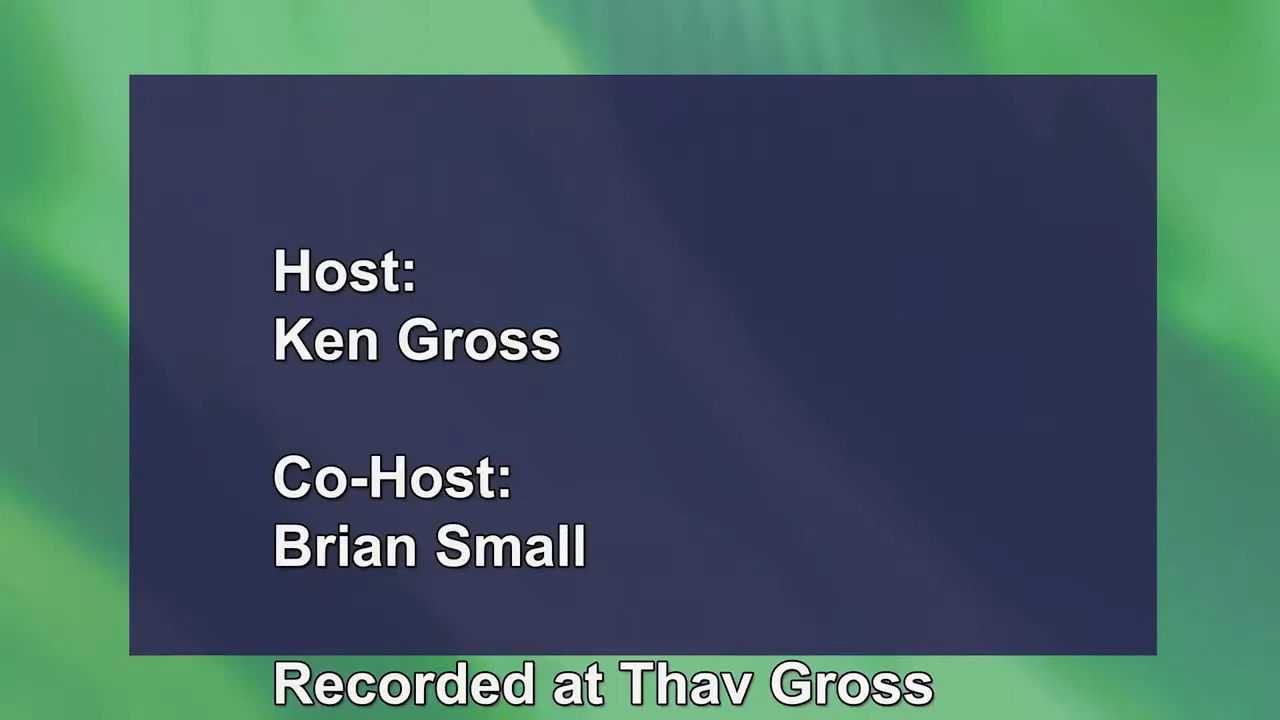 Host:
Ken Gross
Co-Host:
Brian Small
Recorded at Thav Gross